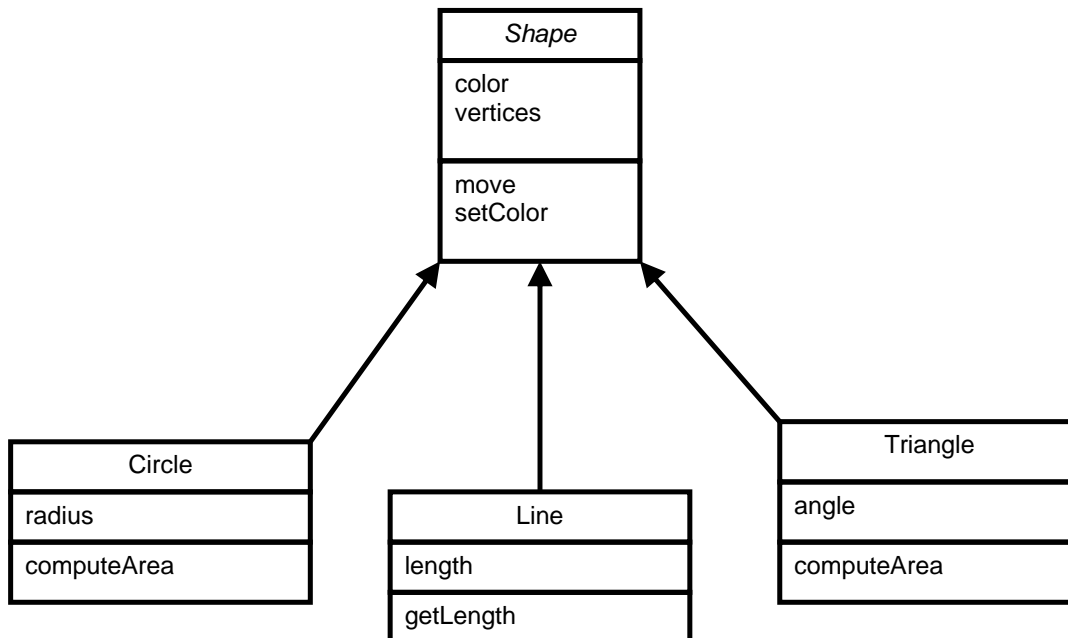 Shape
color
vertices
move
setColor
Circle
radius
computeArea
Line
length
getLength
Triangle
angle
computeArea